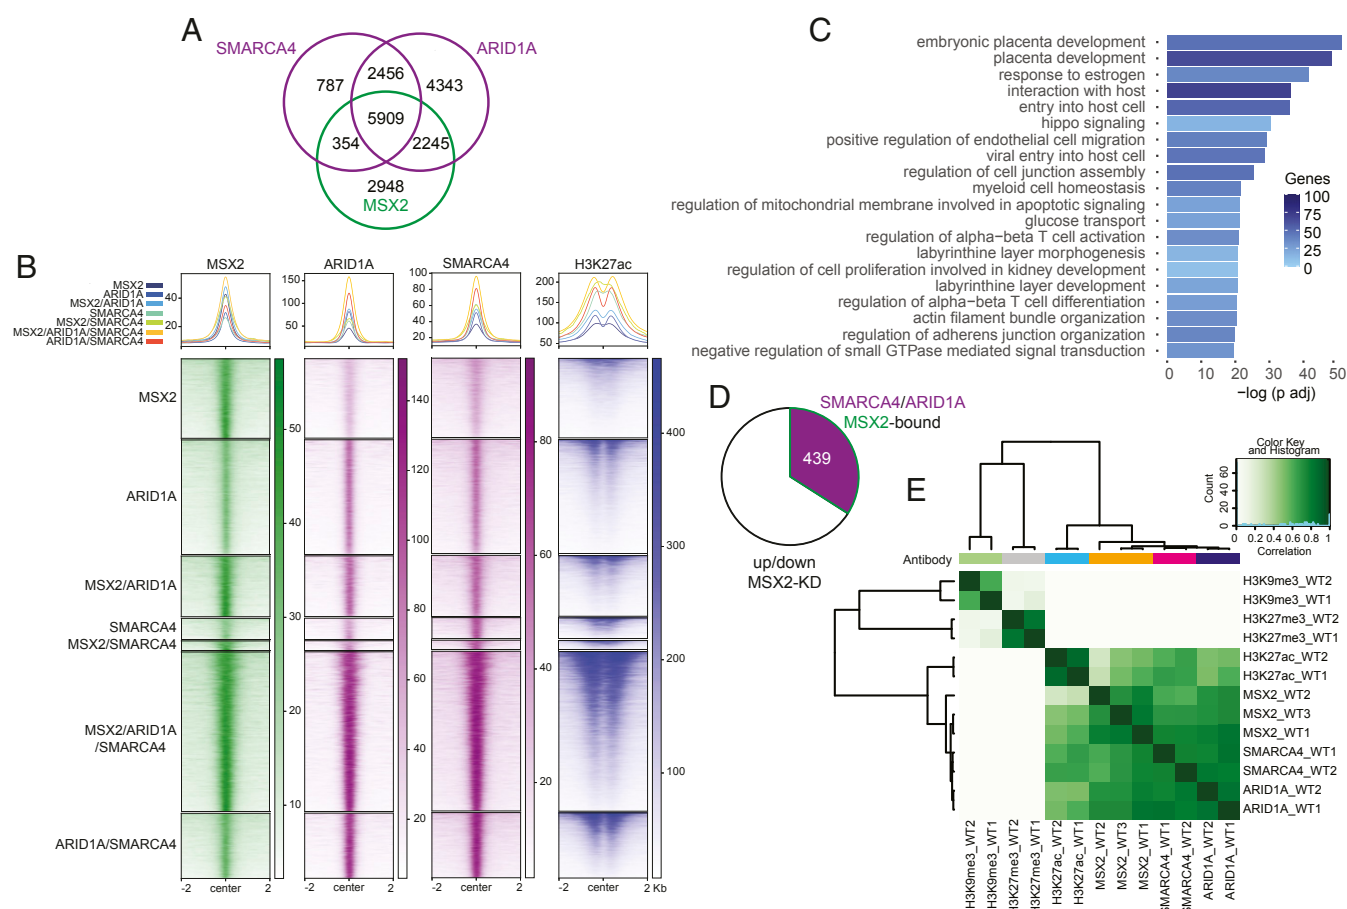 A
SMARCA4
ARID1A
787
2456
4343
5909
354
2245
2948
MSX2
B
MSX2
ARID1A
MSX2/ARID1A
SMARCA4
MSX2/SMARCA4
MSX2/ARID1A/SMARCA4
ARID1A/SMARCA4
MSX2
ARID1A
SMARCA4
H3K27ac
40
20
150
100
50
100
80
60
40
20
200
150
100
50
MSX2
ARID1A
MSX2/ARID1A
SMARCA4
MSX2/SMARCA4
MSX2/ARID1A
/SMARCA4
ARID1A/SMARCA4
50
40
30
20
10
140
120
100
80
60
40
20
80
60
40
20
400
300
200
100
-2 center 2
-2 center 2
-2 center 2
-2 center 2 Kb
C
embryonic placenta development
placenta development
response to estrogen
interaction with host
entry into host cell
hippo signaling
positive regulation of endothelial cell migration
viral entry into host cell
regulation of cell junction assembly
myeloid cell homeostasis
regulation of mitochondrial membrane involved in apoptotic signaling
glucose transport
regulation of alpha−beta T cell activation
labyrinthine layer morphogenesis
regulation of cell proliferation involved in kidney development
labyrinthine layer development
regulation of alpha−beta T cell differentiation
actin filament bundle organization
regulation of adherens junction organization
negative regulation of small GTPase mediated signal transduction
0 10 20 30 40 50
−log (p adj)
Genes
100
75
50
25
0
D
SMARCA4/ARID1A
MSX2-bound
439
up/down
MSX2-KD
E
Color Key
and Histogram
Count
0 20 40 60
0 0.2 0.4 0.6 0.8 1
Correlation
Antibody
H3K9me3_WT2
H3K9me3_WT1
H3K27me3_WT2
H3K27me3_WT1
H3K27ac_WT2
H3K27ac_WT1
MSX2_WT2
MSX2_WT3
MSX2_WT1
SMARCA4_WT1
SMARCA4_WT2
ARID1A_WT2
ARID1A_WT1
H3K9me3_WT2
H3K9me3_WT1
H3K27me3_WT2
H3K27me3_WT1
H3K27ac_WT2
H3K27ac_WT1
MSX2_WT2
MSX2_WT3
MSX2_WT1
SMARCA4_WT1
SMARCA4_WT2
ARID1A_WT2
ARID1A_WT1